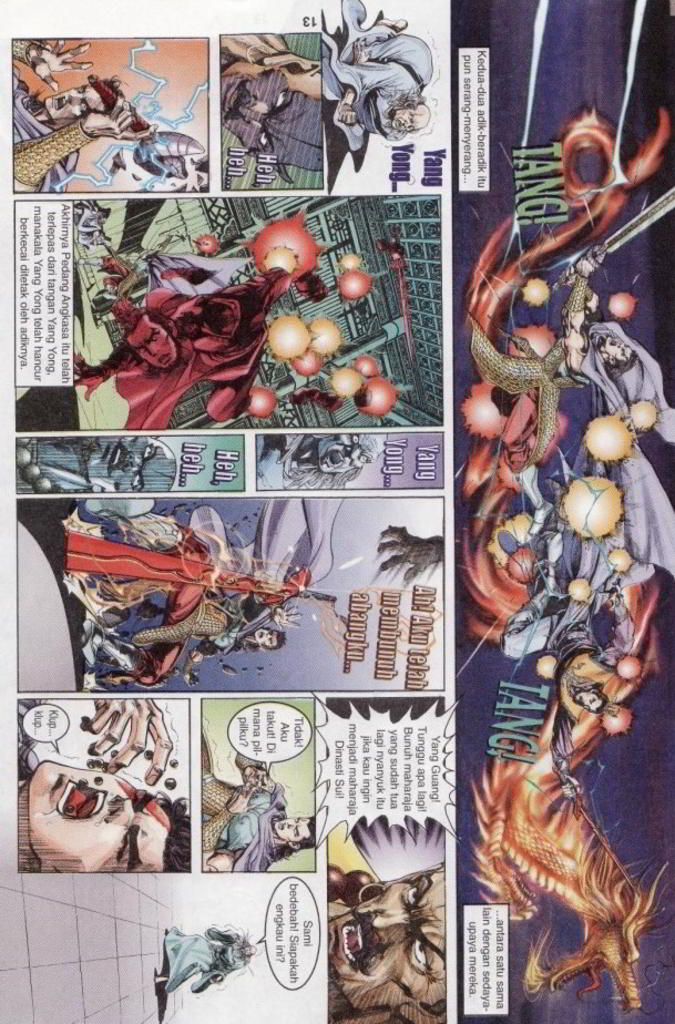 Kedua-dua adik-beradik itu
pun serang-menyerang...
TANG!
TANG!
...antara satu sama
lain dengan sedaya-
upaya mereka.
Yang
Yong...
Heh,
heh...
Akhirnya Pedang Angkasa itu telah
terlepas dari tangan Yang Yong,
manakala Yang Yong telah hancur
berkecai ditetak oleh adiknya.
Yang
Yong...
Heh,
heh...
Ah! Aku telah
membunuh
abangku...
Yang Guang!
Tunggu apa lagi!
Bunuh maharaja
yang sudah tua
lagi nyanyuk itu
jika kau ingin
menjadi maharaja
Dinasti Sui!
Tidak!
Aku
takut! Di
mana pil-
pilku?
Klup...
klup...
Sami
bedebah! Siapakah
engkau ini?
13